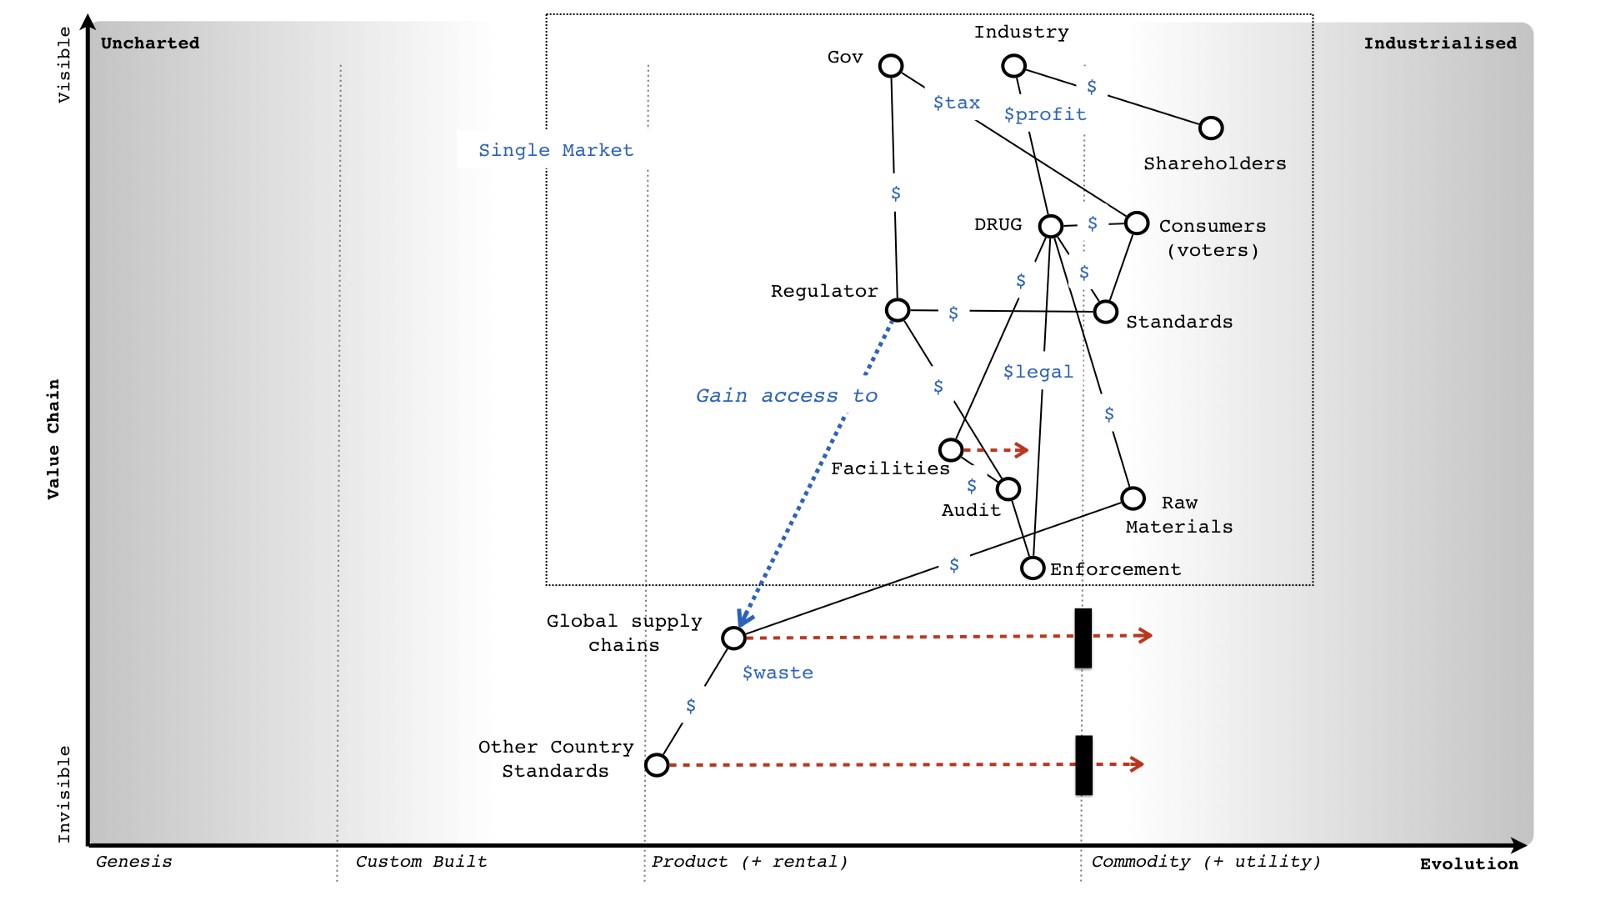 Visible
Uncharted
Industry
Industrialised
Gov
$
$tax
$profit
Single Market
Shareholders
$
DRUG
$
Consumers
(voters)
$
$
Regulator
$
Standards
$legal
$
Gain access to
$
Value Chain
Facilities
$
Audit
Raw
Materials
$
Enforcement
Global supply
chains
$waste
$
Other Country
Standards
Invisible
Genesis
Custom Built
Product (+ rental)
Commodity (+ utility)
Evolution